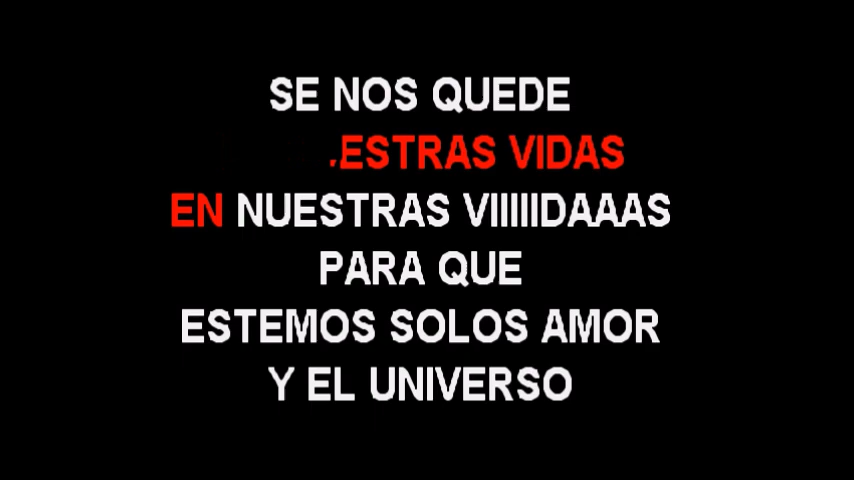 SE NOS QUEDE
ESTRAS VIDAS
EN NUESTRAS VIIIIIDAAAS
PARA QUE
ESTEMOS SOLOS AMOR
Y EL UNIVERSO